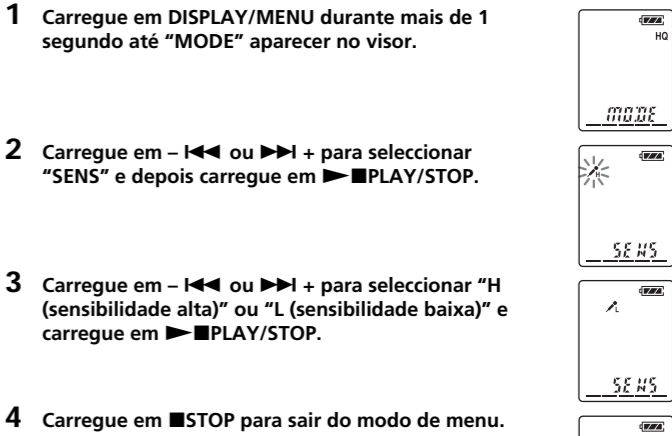 1 Carregue em DISPLAY/MENU durante mais de 1
segundo até “MODE” aparecer no visor.
HQ
MODE
2 Carregue em – ⏮ ou ⏭ + para seleccionar
“SENS” e depois carregue em ►■PLAY/STOP.
H
SENS
3 Carregue em – ⏮ ou ⏭ + para seleccionar “H
(sensibilidade alta)” ou “L (sensibilidade baixa)” e
carregue em ►■PLAY/STOP.
L
SENS
4 Carregue em ■STOP para sair do modo de menu.